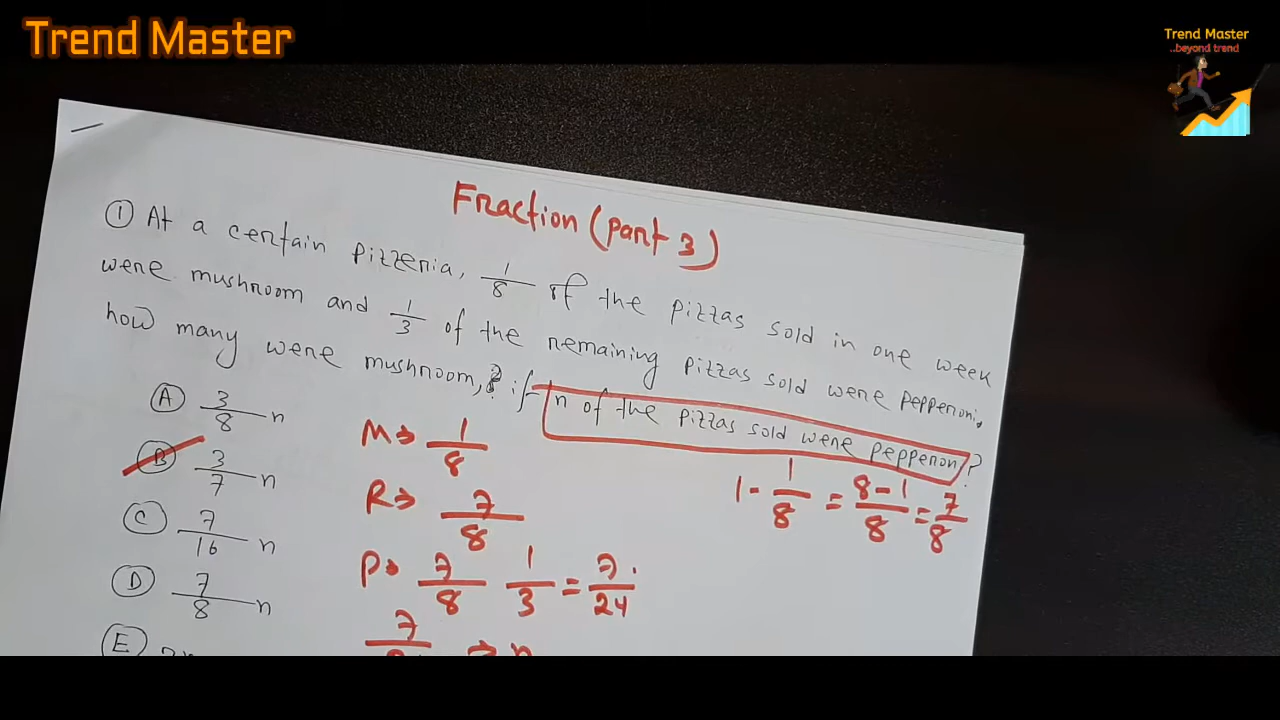 Trend Master
Trend Master
..beyond trend
Fraction (part 3)
① At a certain pizzeria, 1/8 of the pizzas sold in one week
were mushroom and 1/3 of the remaining pizzas sold were pepperoni,
how many were mushroom, if n of the pizzas sold were pepperon?
A 3/8 n
B 3/7 n
C 7/16 n
D 7/8 n
E
M→ 1/8
R→ 7/8
P→ 7/8 1/3 = 7/24
7
→ n
1 - 1/8 = 8-1/8 = 7/8